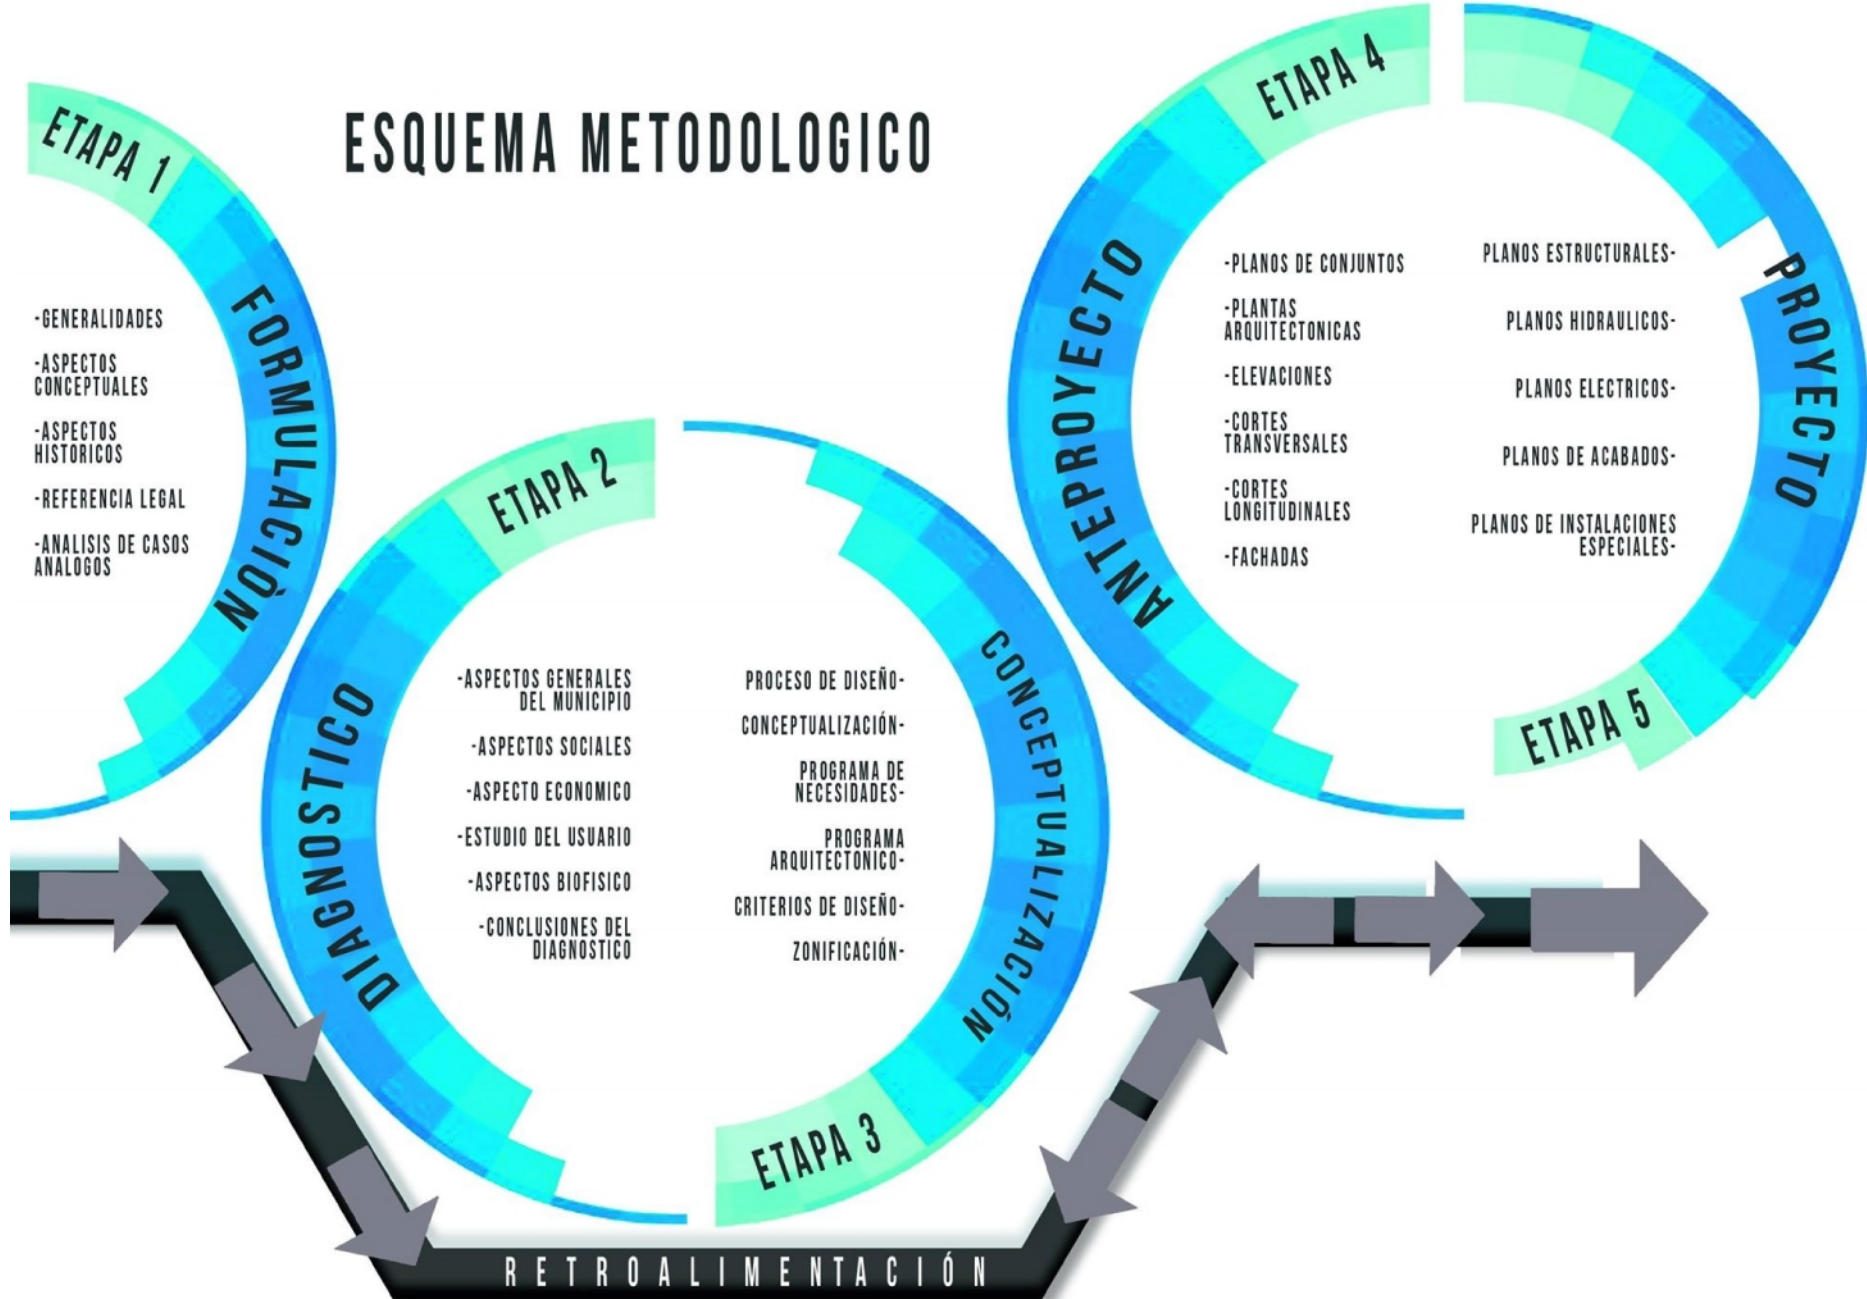 ESQUEMA METODOLOGICO
ETAPA 1
FORMULACIÓN
-GENERALIDADES
-ASPECTOS
CONCEPTUALES
-ASPECTOS
HISTORICOS
-REFERENCIA LEGAL
-ANALISIS DE CASOS
ANALOGOS
ETAPA 2
DIAGNOSTICO
-ASPECTOS GENERALES
DEL MUNICIPIO
-ASPECTOS SOCIALES
-ASPECTO ECONOMICO
-ESTUDIO DEL USUARIO
-ASPECTOS BIOFISICO
-CONCLUSIONES DEL
DIAGNOSTICO
PROCESO DE DISEÑO-
CONCEPTUALIZACIÓN-
PROGRAMA DE
NECESIDADES-
PROGRAMA
ARQUITECTONICO-
CRITERIOS DE DISEÑO-
ZONIFICACIÓN-
CONCEPTUALIZACIÓN
ETAPA 3
ETAPA 4
ANTEPROYECTO
-PLANOS DE CONJUNTOS
-PLANTAS
ARQUITECTONICAS
-ELEVACIONES
-CORTES
TRANSVERSALES
-CORTES
LONGITUDINALES
-FACHADAS
PLANOS ESTRUCTURALES-
PLANOS HIDRAULICOS-
PLANOS ELECTRICOS-
PLANOS DE ACABADOS-
PLANOS DE INSTALACIONES
ESPECIALES-
PROYECTO
ETAPA 5
RETROALIMENTACIÓN